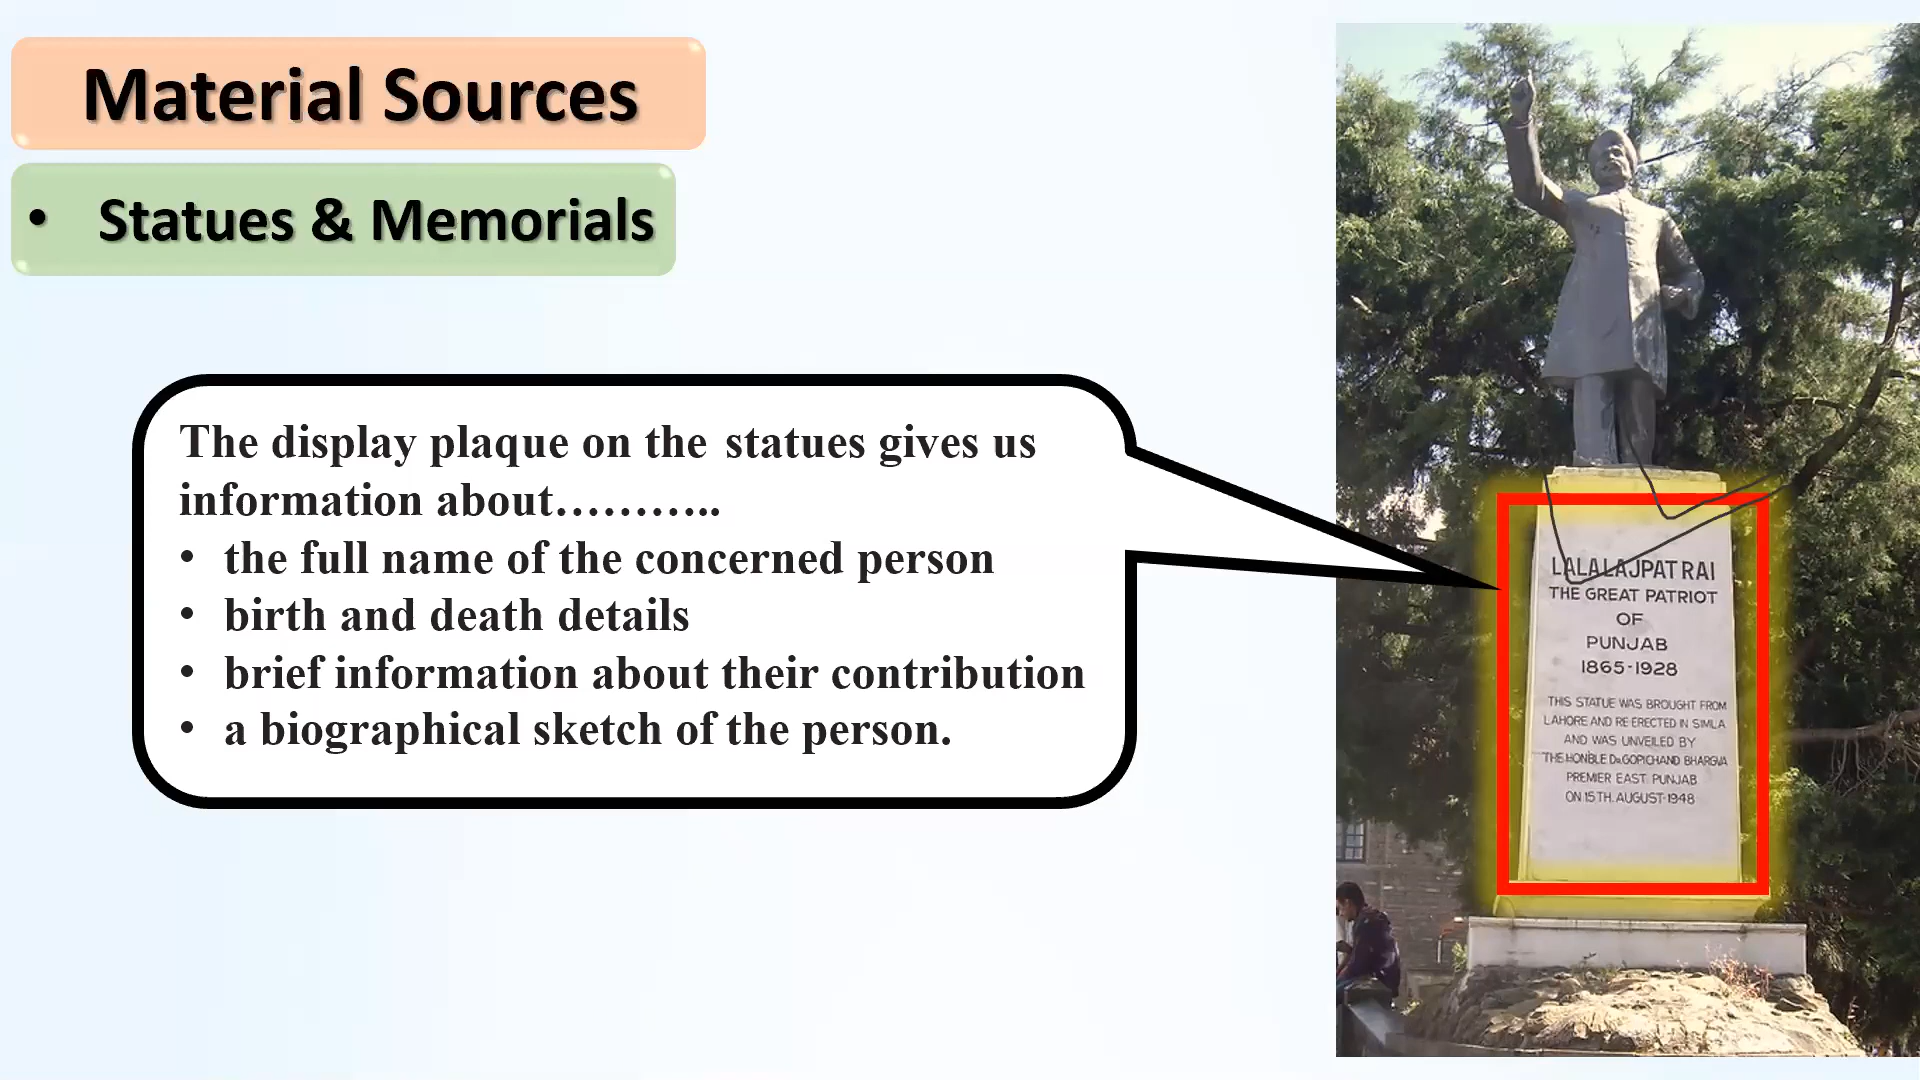 Material Sources
• Statues & Memorials
The display plaque on the statues gives us
information about………..
• the full name of the concerned person
• birth and death details
• brief information about their contribution
• a biographical sketch of the person.
LALA LAJPAT RAI
THE GREAT PATRIOT
OF
PUNJAB
1865-1928
THIS STATUE WAS BROUGHT FROM
LAHORE AND RE ERECTED IN SIMLA
AND WAS UNVEILED BY
THE HON'BLE DR. GOPICHAND BHARGVA
PREMIER EAST PUNJAB
ON 15TH. AUGUST 1948